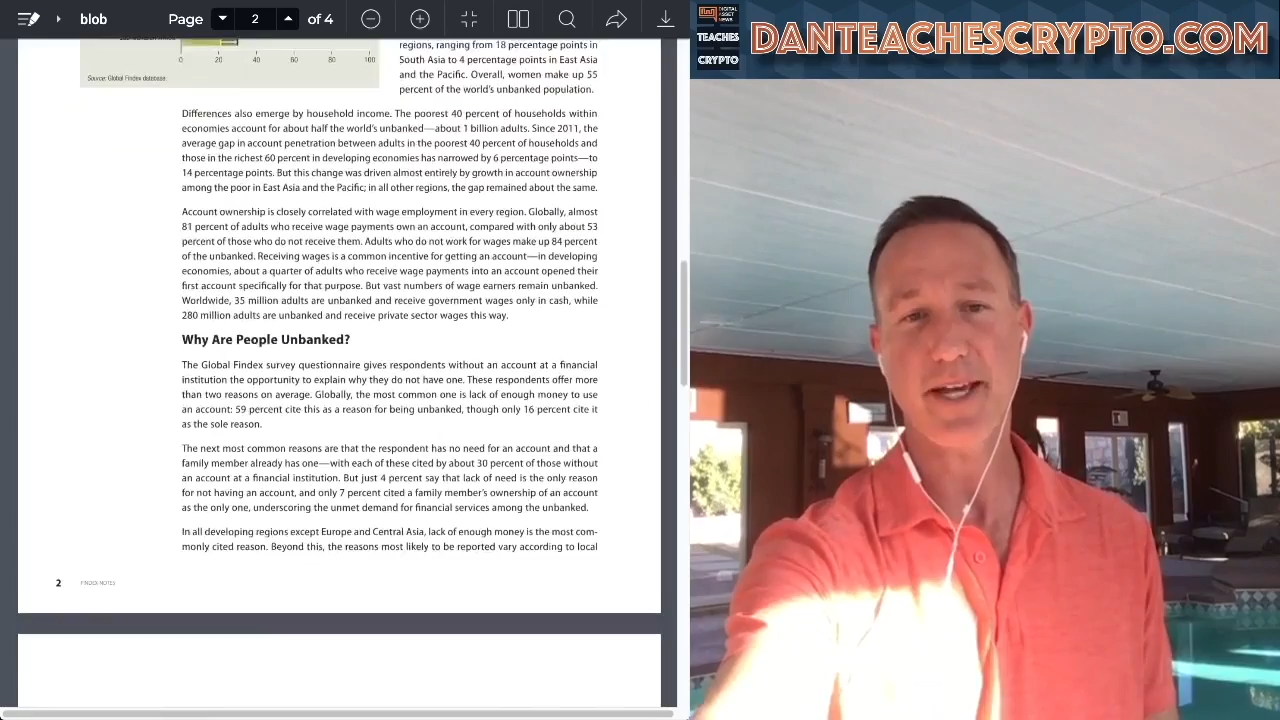 blob
Page 2 of 4
0 20 40 60 80 100
Source: Global Findex database.
regions, ranging from 18 percentage points in
South Asia to 4 percentage points in East Asia
and the Pacific. Overall, women make up 55
percent of the world's unbanked population.
Differences also emerge by household income. The poorest 40 percent of households within
economies account for about half the world's unbanked—about 1 billion adults. Since 2011, the
average gap in account penetration between adults in the poorest 40 percent of households and
those in the richest 60 percent in developing economies has narrowed by 6 percentage points—to
14 percentage points. But this change was driven almost entirely by growth in account ownership
among the poor in East Asia and the Pacific; in all other regions, the gap remained about the same.
Account ownership is closely correlated with wage employment in every region. Globally, almost
81 percent of adults who receive wage payments own an account, compared with only about 53
percent of those who do not receive them. Adults who do not work for wages make up 84 percent
of the unbanked. Receiving wages is a common incentive for getting an account—in developing
economies, about a quarter of adults who receive wage payments into an account opened their
first account specifically for that purpose. But vast numbers of wage earners remain unbanked.
Worldwide, 35 million adults are unbanked and receive government wages only in cash, while
280 million adults are unbanked and receive private sector wages this way.
Why Are People Unbanked?
The Global Findex survey questionnaire gives respondents without an account at a financial
institution the opportunity to explain why they do not have one. These respondents offer more
than two reasons on average. Globally, the most common one is lack of enough money to use
an account: 59 percent cite this as a reason for being unbanked, though only 16 percent cite it
as the sole reason.
The next most common reasons are that the respondent has no need for an account and that a
family member already has one—with each of these cited by about 30 percent of those without
an account at a financial institution. But just 4 percent say that lack of need is the only reason
for not having an account, and only 7 percent cited a family member's ownership of an account
as the only one, underscoring the unmet demand for financial services among the unbanked.
In all developing regions except Europe and Central Asia, lack of enough money is the most com-
monly cited reason. Beyond this, the reasons most likely to be reported vary according to local
2 FINDEX NOTES
DIGITAL
ASSET
NEWS
TEACHES
CRYPTO
DANTEACHESCRYPTO.COM